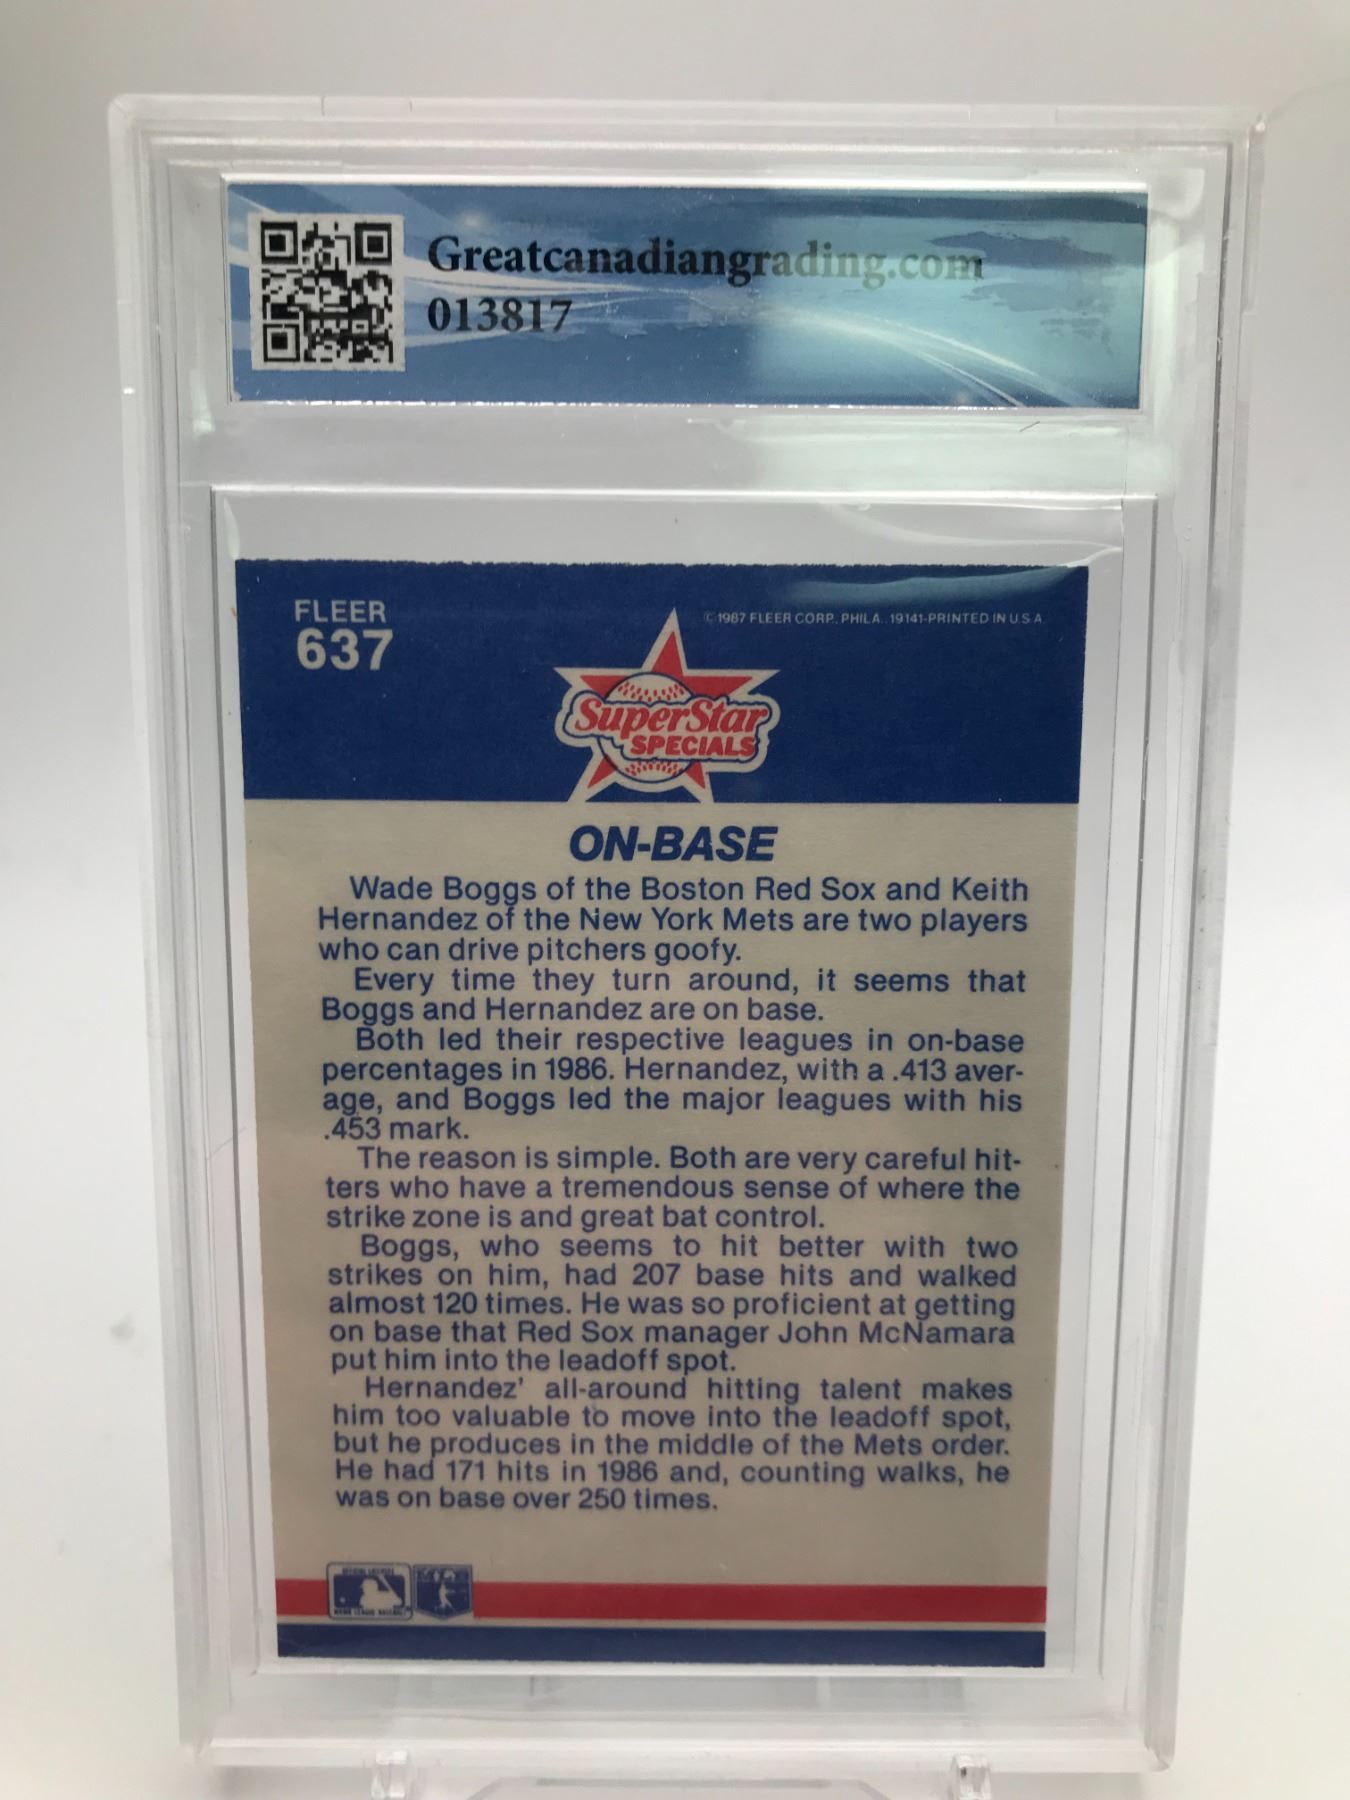 Greatcanadiangrading.com
013817
FLEER
637
© 1987 FLEER CORP. PHILA. 19141-PRINTED IN U S A
SuperStar
SPECIALS
ON-BASE
Wade Boggs of the Boston Red Sox and Keith
Hernandez of the New York Mets are two players
who can drive pitchers goofy.
Every time they turn around, it seems that
Boggs and Hernandez are on base.
Both led their respective leagues in on-base
percentages in 1986. Hernandez, with a .413 aver-
age, and Boggs led the major leagues with his
.453 mark.
The reason is simple. Both are very careful hit-
ters who have a tremendous sense of where the
strike zone is and great bat control.
Boggs, who seems to hit better with two
strikes on him, had 207 base hits and walked
almost 120 times. He was so proficient at getting
on base that Red Sox manager John McNamara
put him into the leadoff spot.
Hernandez' all-around hitting talent makes
him too valuable to move into the leadoff spot,
but he produces in the middle of the Mets order.
He had 171 hits in 1986 and, counting walks, he
was on base over 250 times.